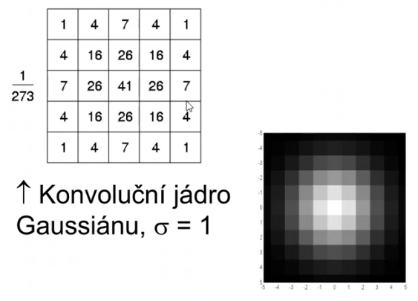 1 4 7 4 1
4 16 26 16 4
1
273
7 26 41 26 7
4 16 26 16 4
1 4 7 4 1
↑ Konvoluční jádro
Gaussiánu, σ = 1